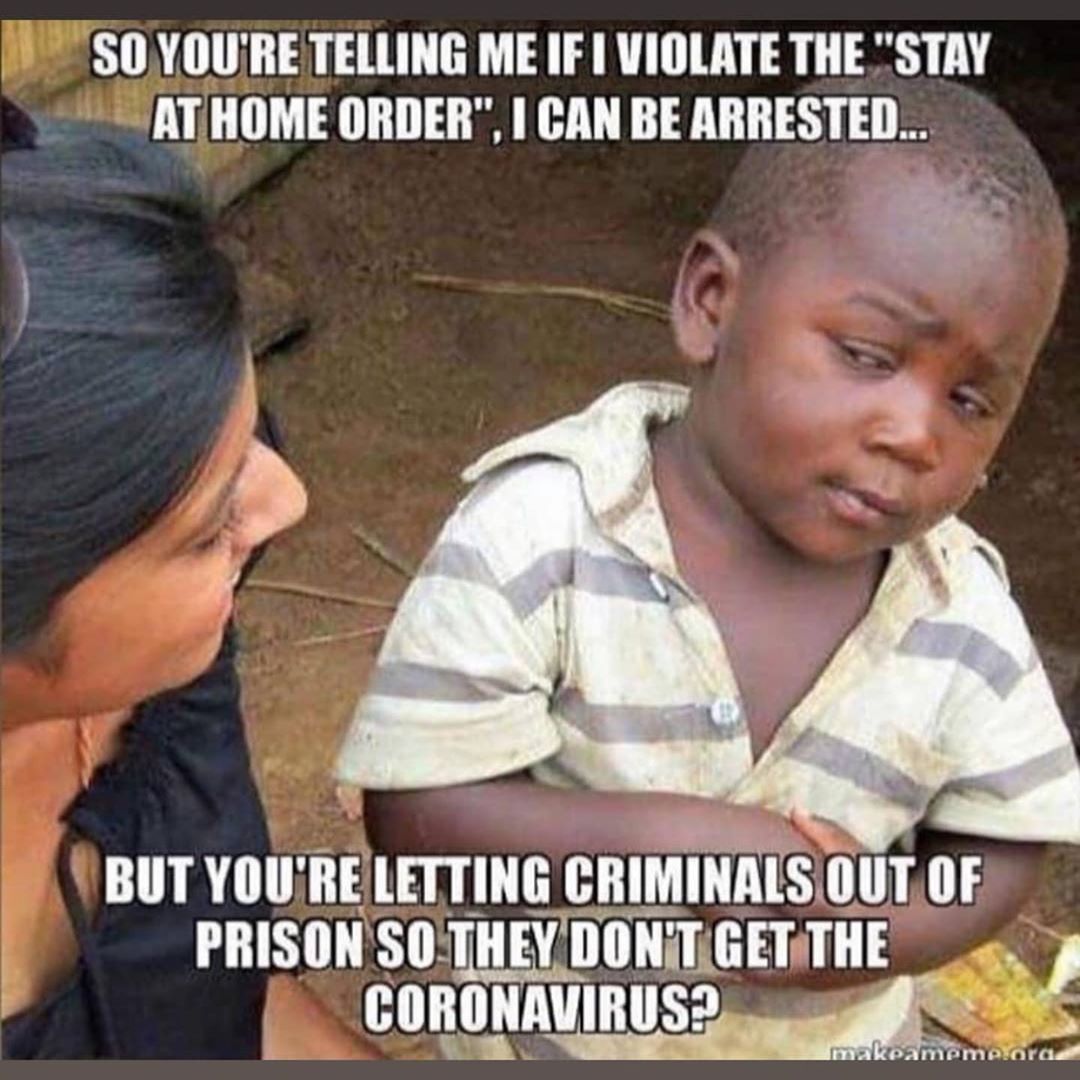 SO YOU'RE TELLING ME IF I VIOLATE THE "STAY
AT HOME ORDER", I CAN BE ARRESTED...
BUT YOU'RE LETTING CRIMINALS OUT OF
PRISON SO THEY DON'T GET THE
CORONAVIRUS?
makeameme.org